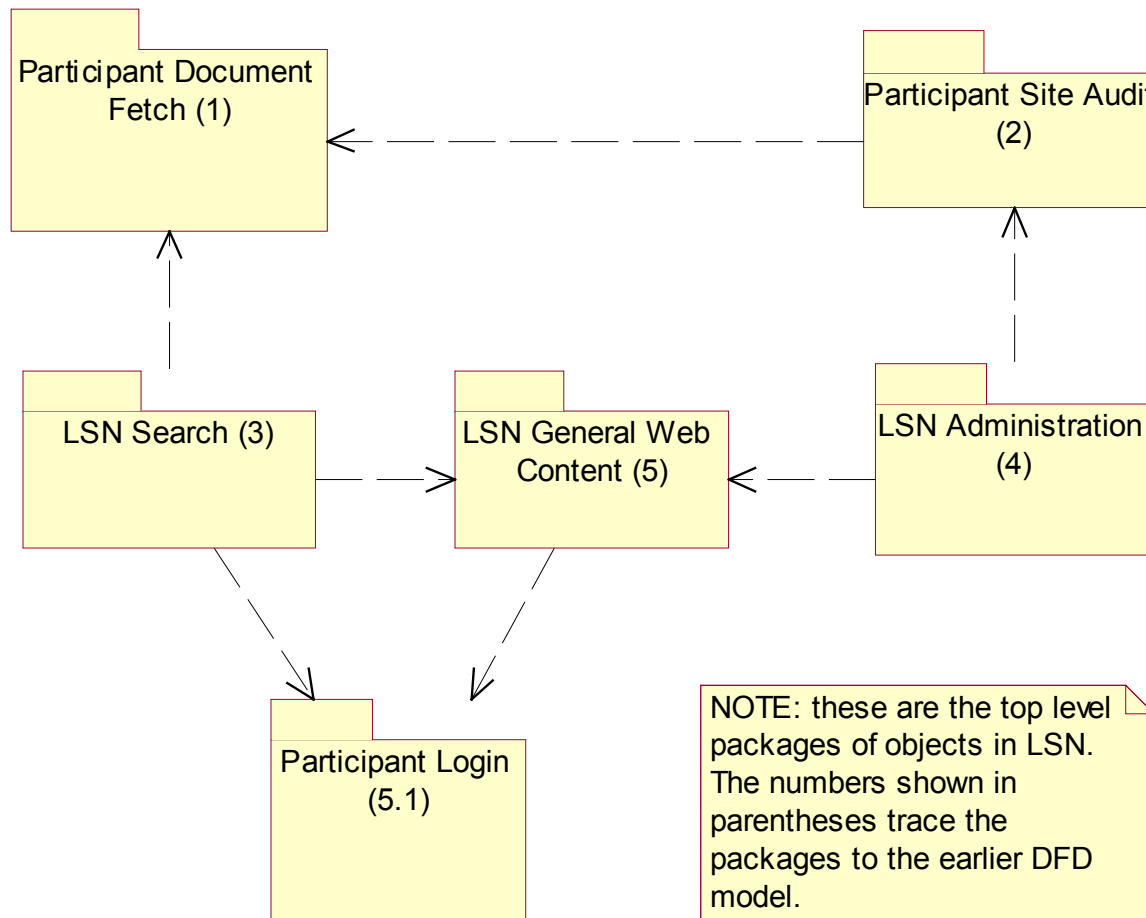 Participant Document
Fetch (1)
Participant Site Audit
(2)
LSN Search (3)
LSN General Web
Content (5)
LSN Administration
(4)
Participant Login
(5.1)
NOTE: these are the top level
packages of objects in LSN.
The numbers shown in
parentheses trace the
packages to the earlier DFD
model.